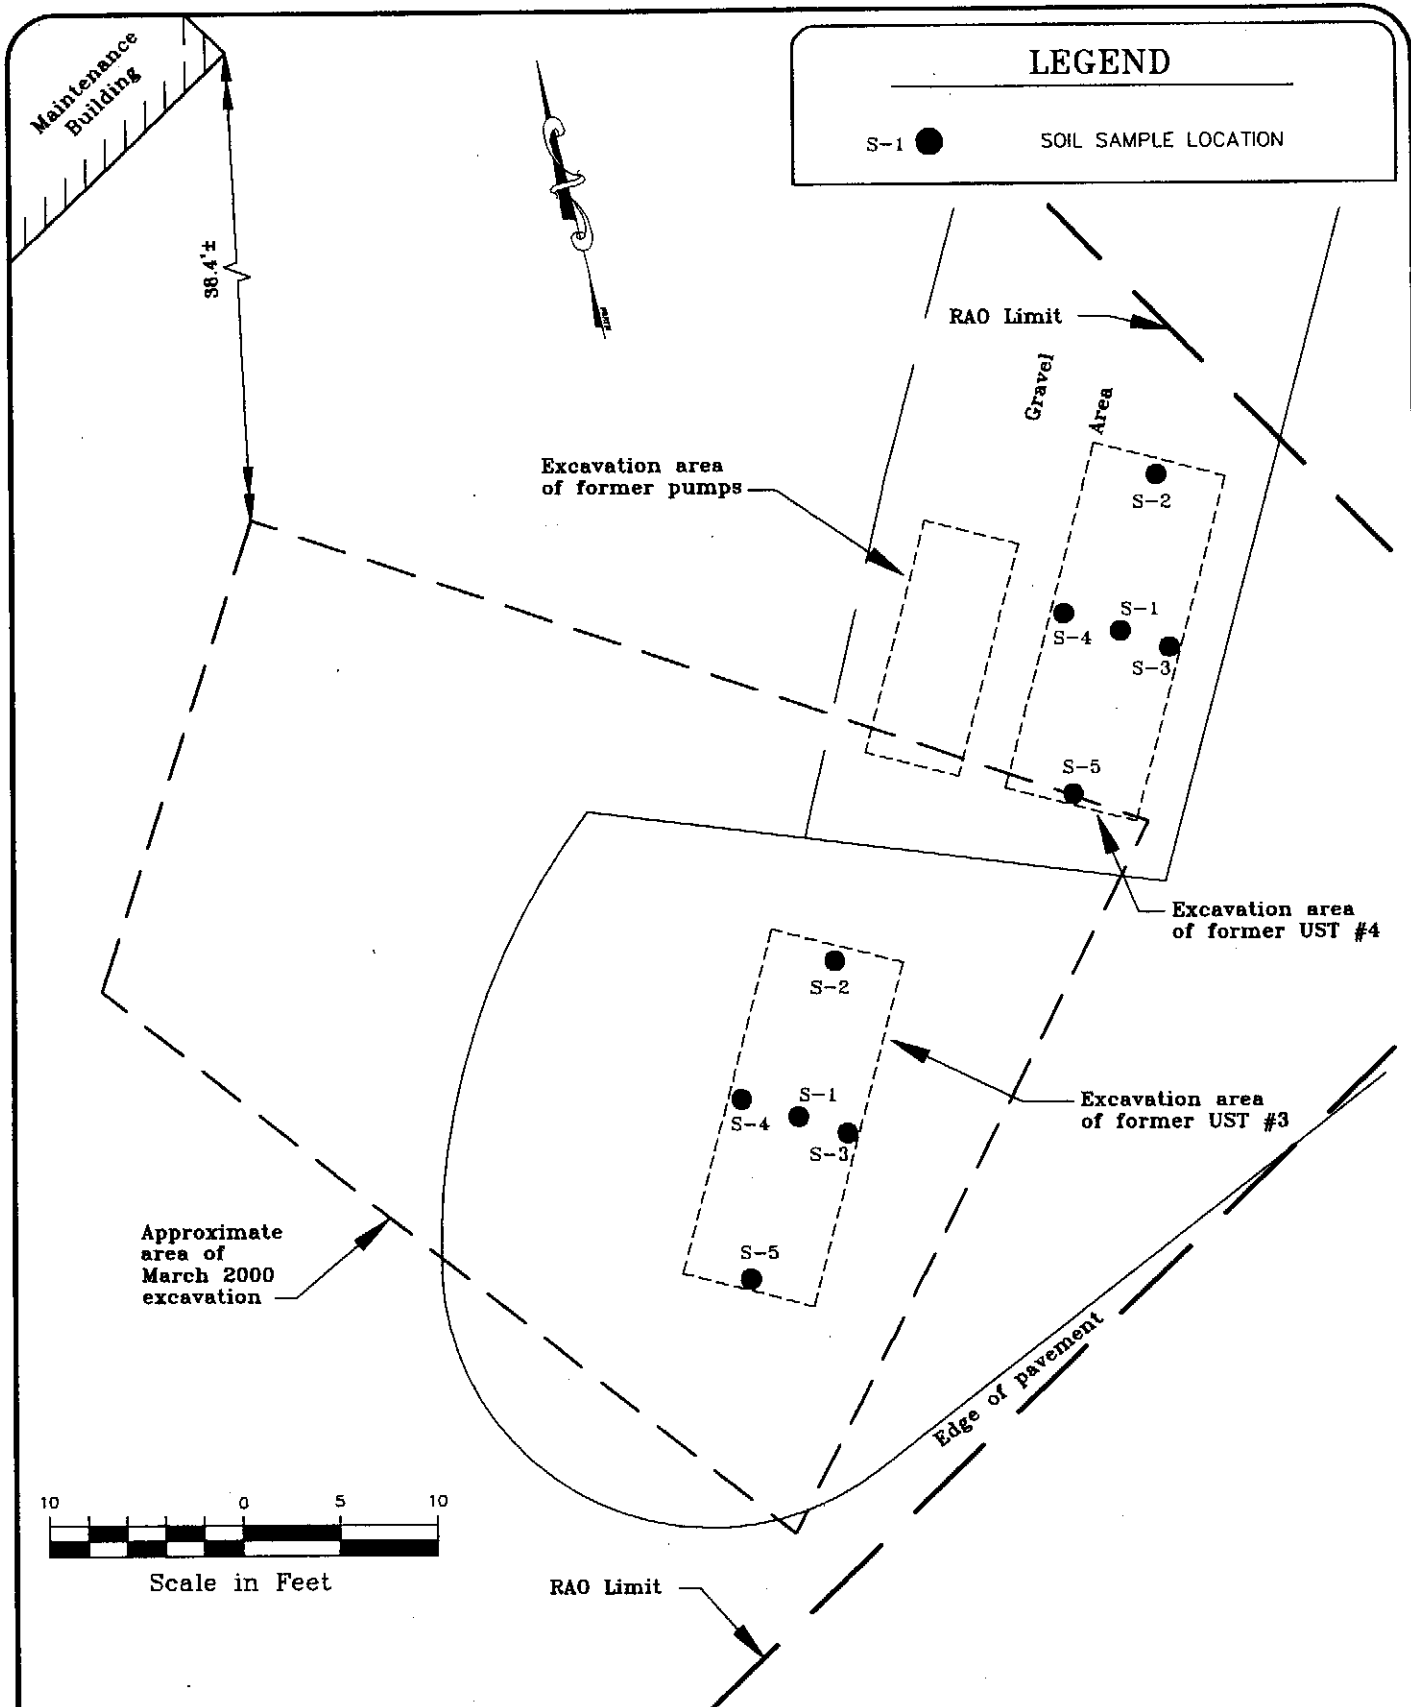 Maintenance
Building
LEGEND
S-1
SOIL SAMPLE LOCATION
38.4'±
RAO Limit
Gravel
Area
Excavation area
of former pumps
S-2
S-1
S-4
S-3
S-5
Excavation area
of former UST #4
S-2
S-1
S-4
S-3
Excavation area
of former UST #3
S-5
Approximate
area of
March 2000
excavation
Edge of pavement
10 0 5 10
Scale in Feet
RAO Limit